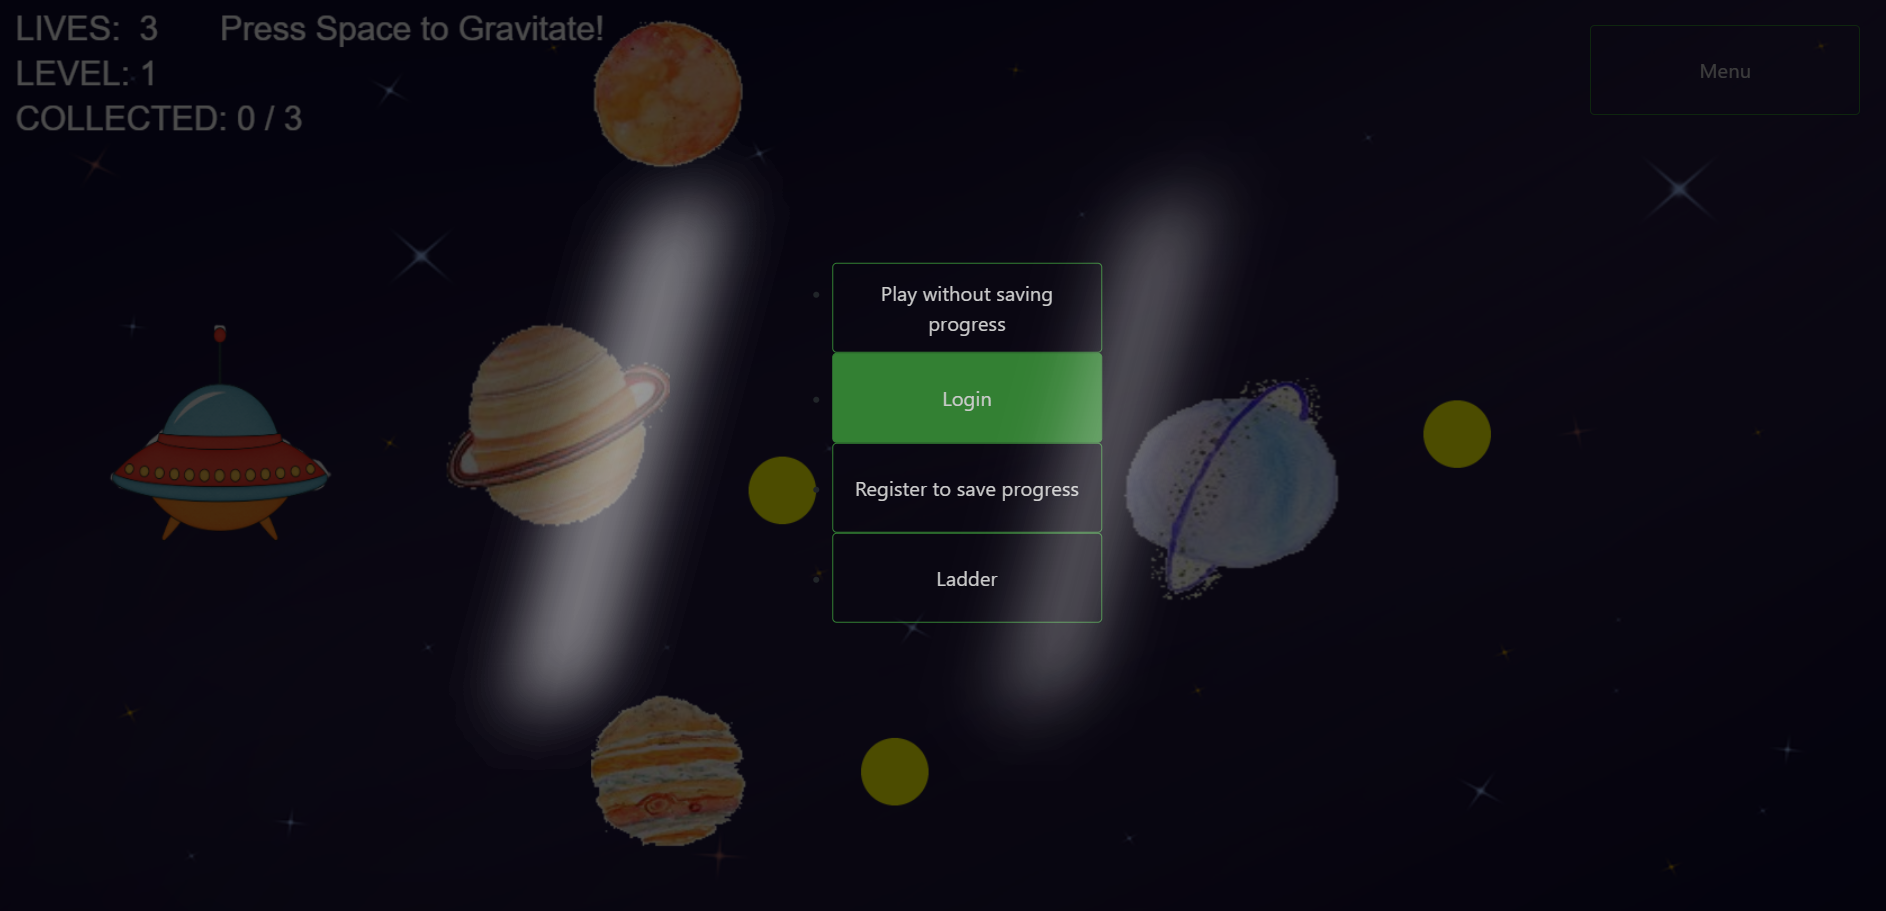 LIVES: 3 Press Space to Gravitate!
LEVEL: 1
COLLECTED: 0 / 3
Menu
Play without saving
progress
Login
Register to save progress
Ladder